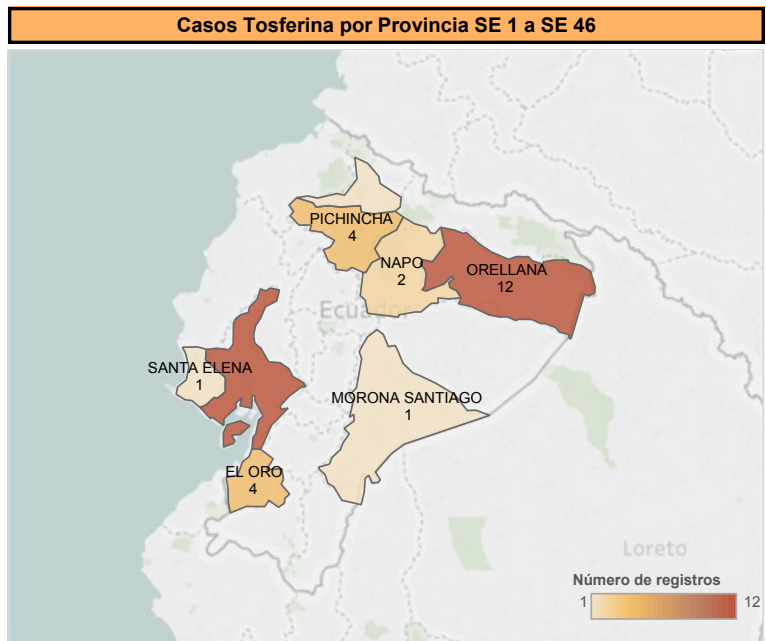 Casos Tosferina por Provincia SE 1 a SE 46
PICHINCHA
4
NAPO
2
ORELLANA
12
Ecuador
SANTA ELENA
1
MORONA SANTIAGO
1
EL ORO
4
Loreto
Número de registros
1
12